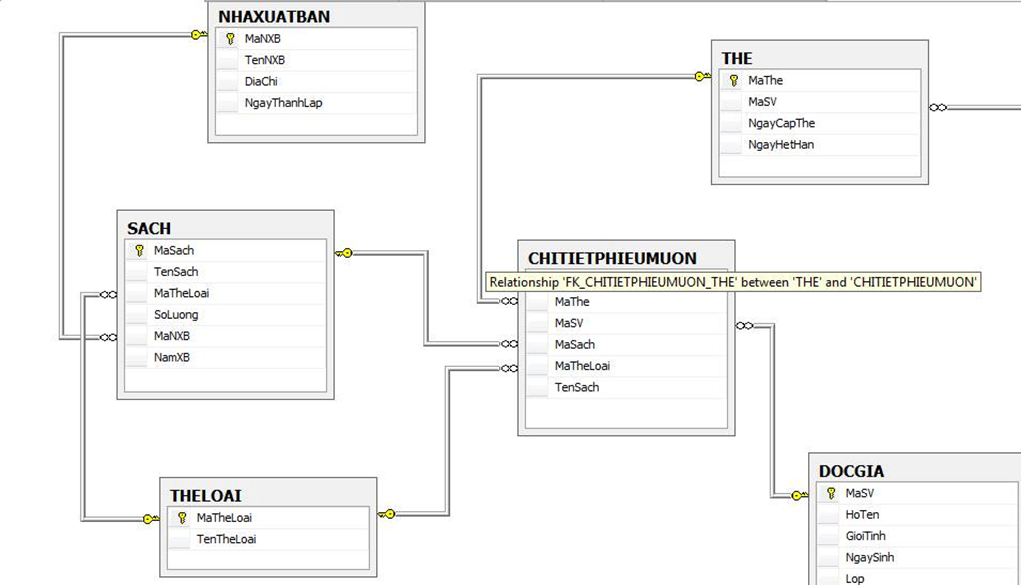 NHAXUATBAN
MaNXB
TenNXB
DiaChi
NgayThanhLap
THE
MaThe
MaSV
NgayCapThe
NgayHetHan
SACH
MaSach
TenSach
MaTheLoai
SoLuong
MaNXB
NamXB
CHITIETPHIEUMUON
Relationship 'FK_CHITIETPHIEUMUON_THE' between 'THE' and 'CHITIETPHIEUMUON'
MaThe
MaSV
MaSach
MaTheLoai
TenSach
THELOAI
MaTheLoai
TenTheLoai
DOCGIA
MaSV
HoTen
GioiTinh
NgaySinh
Lop